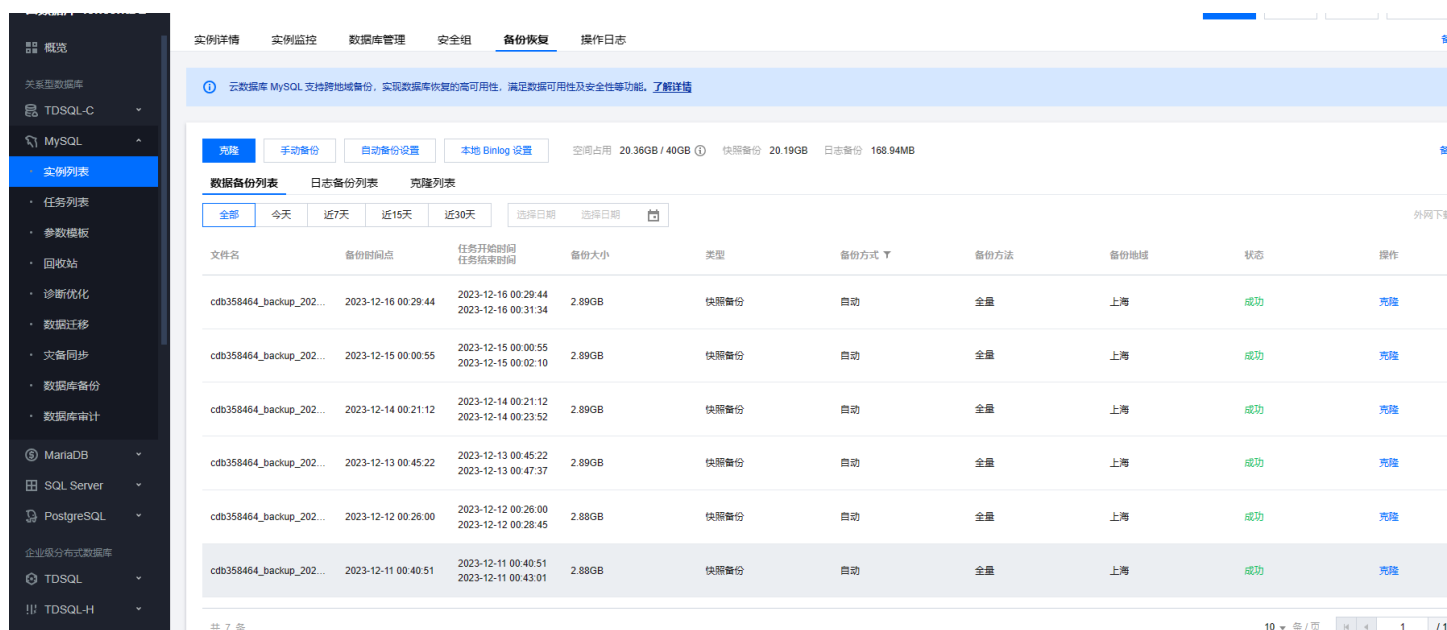 概览
关系型数据库
TDSQL-C
MySQL
实例列表
任务列表
参数模板
回收站
诊断优化
数据迁移
灾备同步
数据库备份
数据库审计
MariaDB
SQL Server
PostgreSQL
企业级分布式数据库
TDSQL
TDSQL-H
实例详情 实例监控 数据库管理 安全组 备份恢复 操作日志
云数据库 MySQL 支持跨地域备份，实现数据库恢复的高可用性，满足数据可用性及安全性等功能。了解详情
克隆 手动备份 自动备份设置 本地 Binlog 设置 空间占用 20.36GB / 40GB 快照备份 20.19GB 日志备份 168.94MB
数据备份列表 日志备份列表 克隆列表
全部 今天 近7天 近15天 近30天 选择日期 选择日期 外网下
文件名 备份时间点 任务开始时间 备份大小 类型 备份方式 备份方法 备份地域 状态 操作
任务结束时间
cdb358464_backup_202... 2023-12-16 00:29:44 2023-12-16 00:29:44 2.89GB 快照备份 自动 全量 上海 成功 克隆
2023-12-16 00:31:34
cdb358464_backup_202... 2023-12-15 00:00:55 2023-12-15 00:00:55 2.89GB 快照备份 自动 全量 上海 成功 克隆
2023-12-15 00:02:10
cdb358464_backup_202... 2023-12-14 00:21:12 2023-12-14 00:21:12 2.89GB 快照备份 自动 全量 上海 成功 克隆
2023-12-14 00:23:52
cdb358464_backup_202... 2023-12-13 00:45:22 2023-12-13 00:45:22 2.89GB 快照备份 自动 全量 上海 成功 克隆
2023-12-13 00:47:37
cdb358464_backup_202... 2023-12-12 00:26:00 2023-12-12 00:26:00 2.88GB 快照备份 自动 全量 上海 成功 克隆
2023-12-12 00:28:45
cdb358464_backup_202... 2023-12-11 00:40:51 2023-12-11 00:40:51 2.88GB 快照备份 自动 全量 上海 成功 克隆
2023-12-11 00:43:01
共 7 条 10 条 / 页 1 / 1